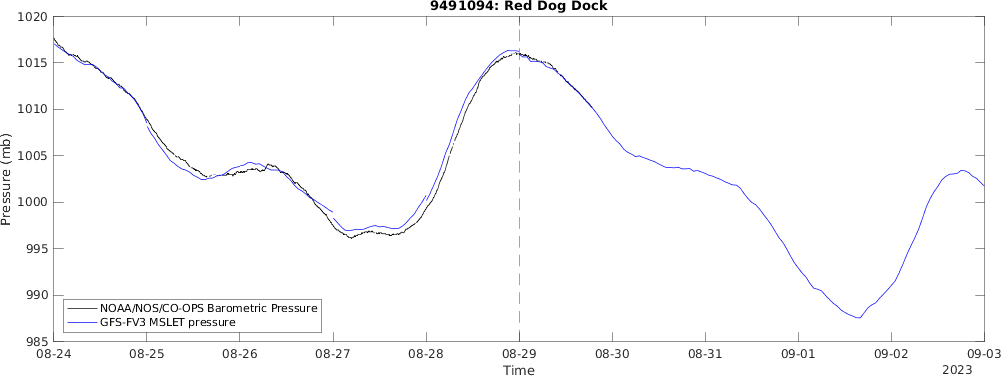 9491094: Red Dog Dock
1020
1015
1010
1005
1000
995
990
985
Pressure (mb)
NOAA/NOS/CO-OPS Barometric Pressure
GFS-FV3 MSLET pressure
08-24 08-25 08-26 08-27 08-28 08-29 08-30 08-31 09-01 09-02 09-03
Time
2023